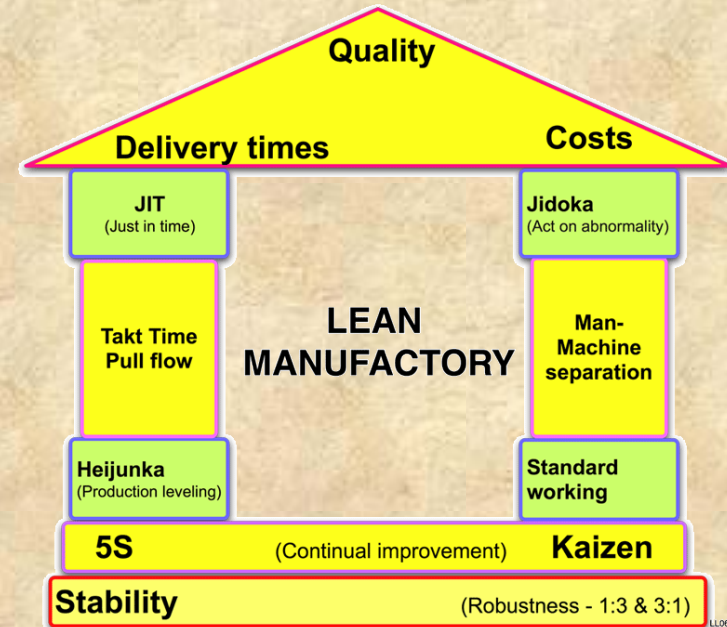 Quality
Delivery times
Costs
JIT
(Just in time)
Jidoka
(Act on abnormality)
Takt Time
Pull flow
LEAN
MANUFACTORY
Man-
Machine
separation
Heijunka
(Production leveling)
Standard
working
5S (Continual improvement) Kaizen
Stability (Robustness - 1:3 & 3:1)